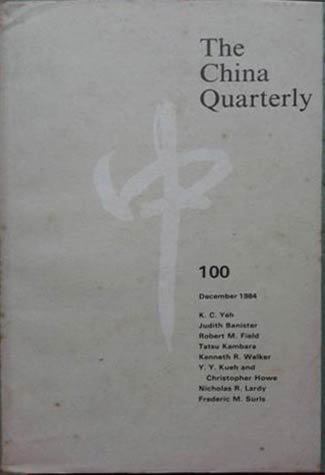 The
China
Quarterly
中
100
December 1984
K. C. Yeh
Judith Banister
Robert M. Field
Tatsu Kambara
Kenneth R. Walker
Y. Y. Kueh and
Christopher Howe
Nicholas R. Lardy
Frederic M. Surls